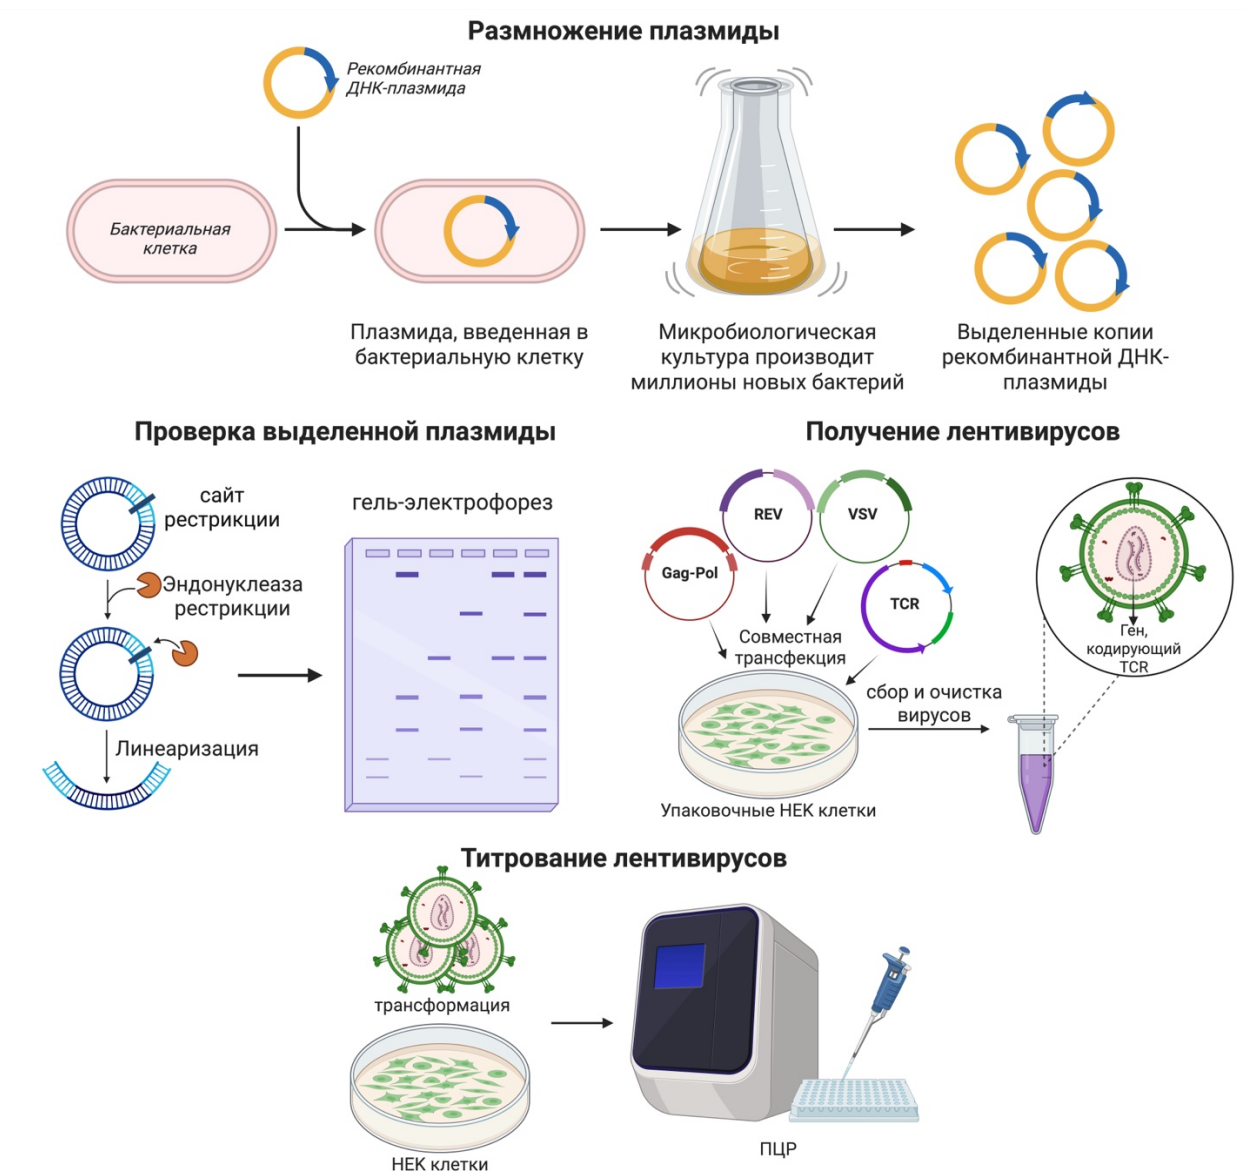 Размножение плазмиды
Рекомбинантная
ДНК-плазмида
Бактериальная
клетка
Плазмида, введенная в
бактериальную клетку
Микробиологическая
культура производит
миллионы новых бактерий
Выделенные копии
рекомбинантной ДНК-
плазмиды
Проверка выделенной плазмиды
сайт
рестрикции
Эндонуклеаза
рестрикции
Линеаризация
гель-электрофорез
Получение лентивирусов
REV
VSV
Gag-Pol
TCR
Совместная
трансфекция
Упаковочные HEK клетки
сбор и очистка
вирусов
Ген,
кодирующий
TCR
Титрование лентивирусов
трансформация
HEK клетки
ПЦР